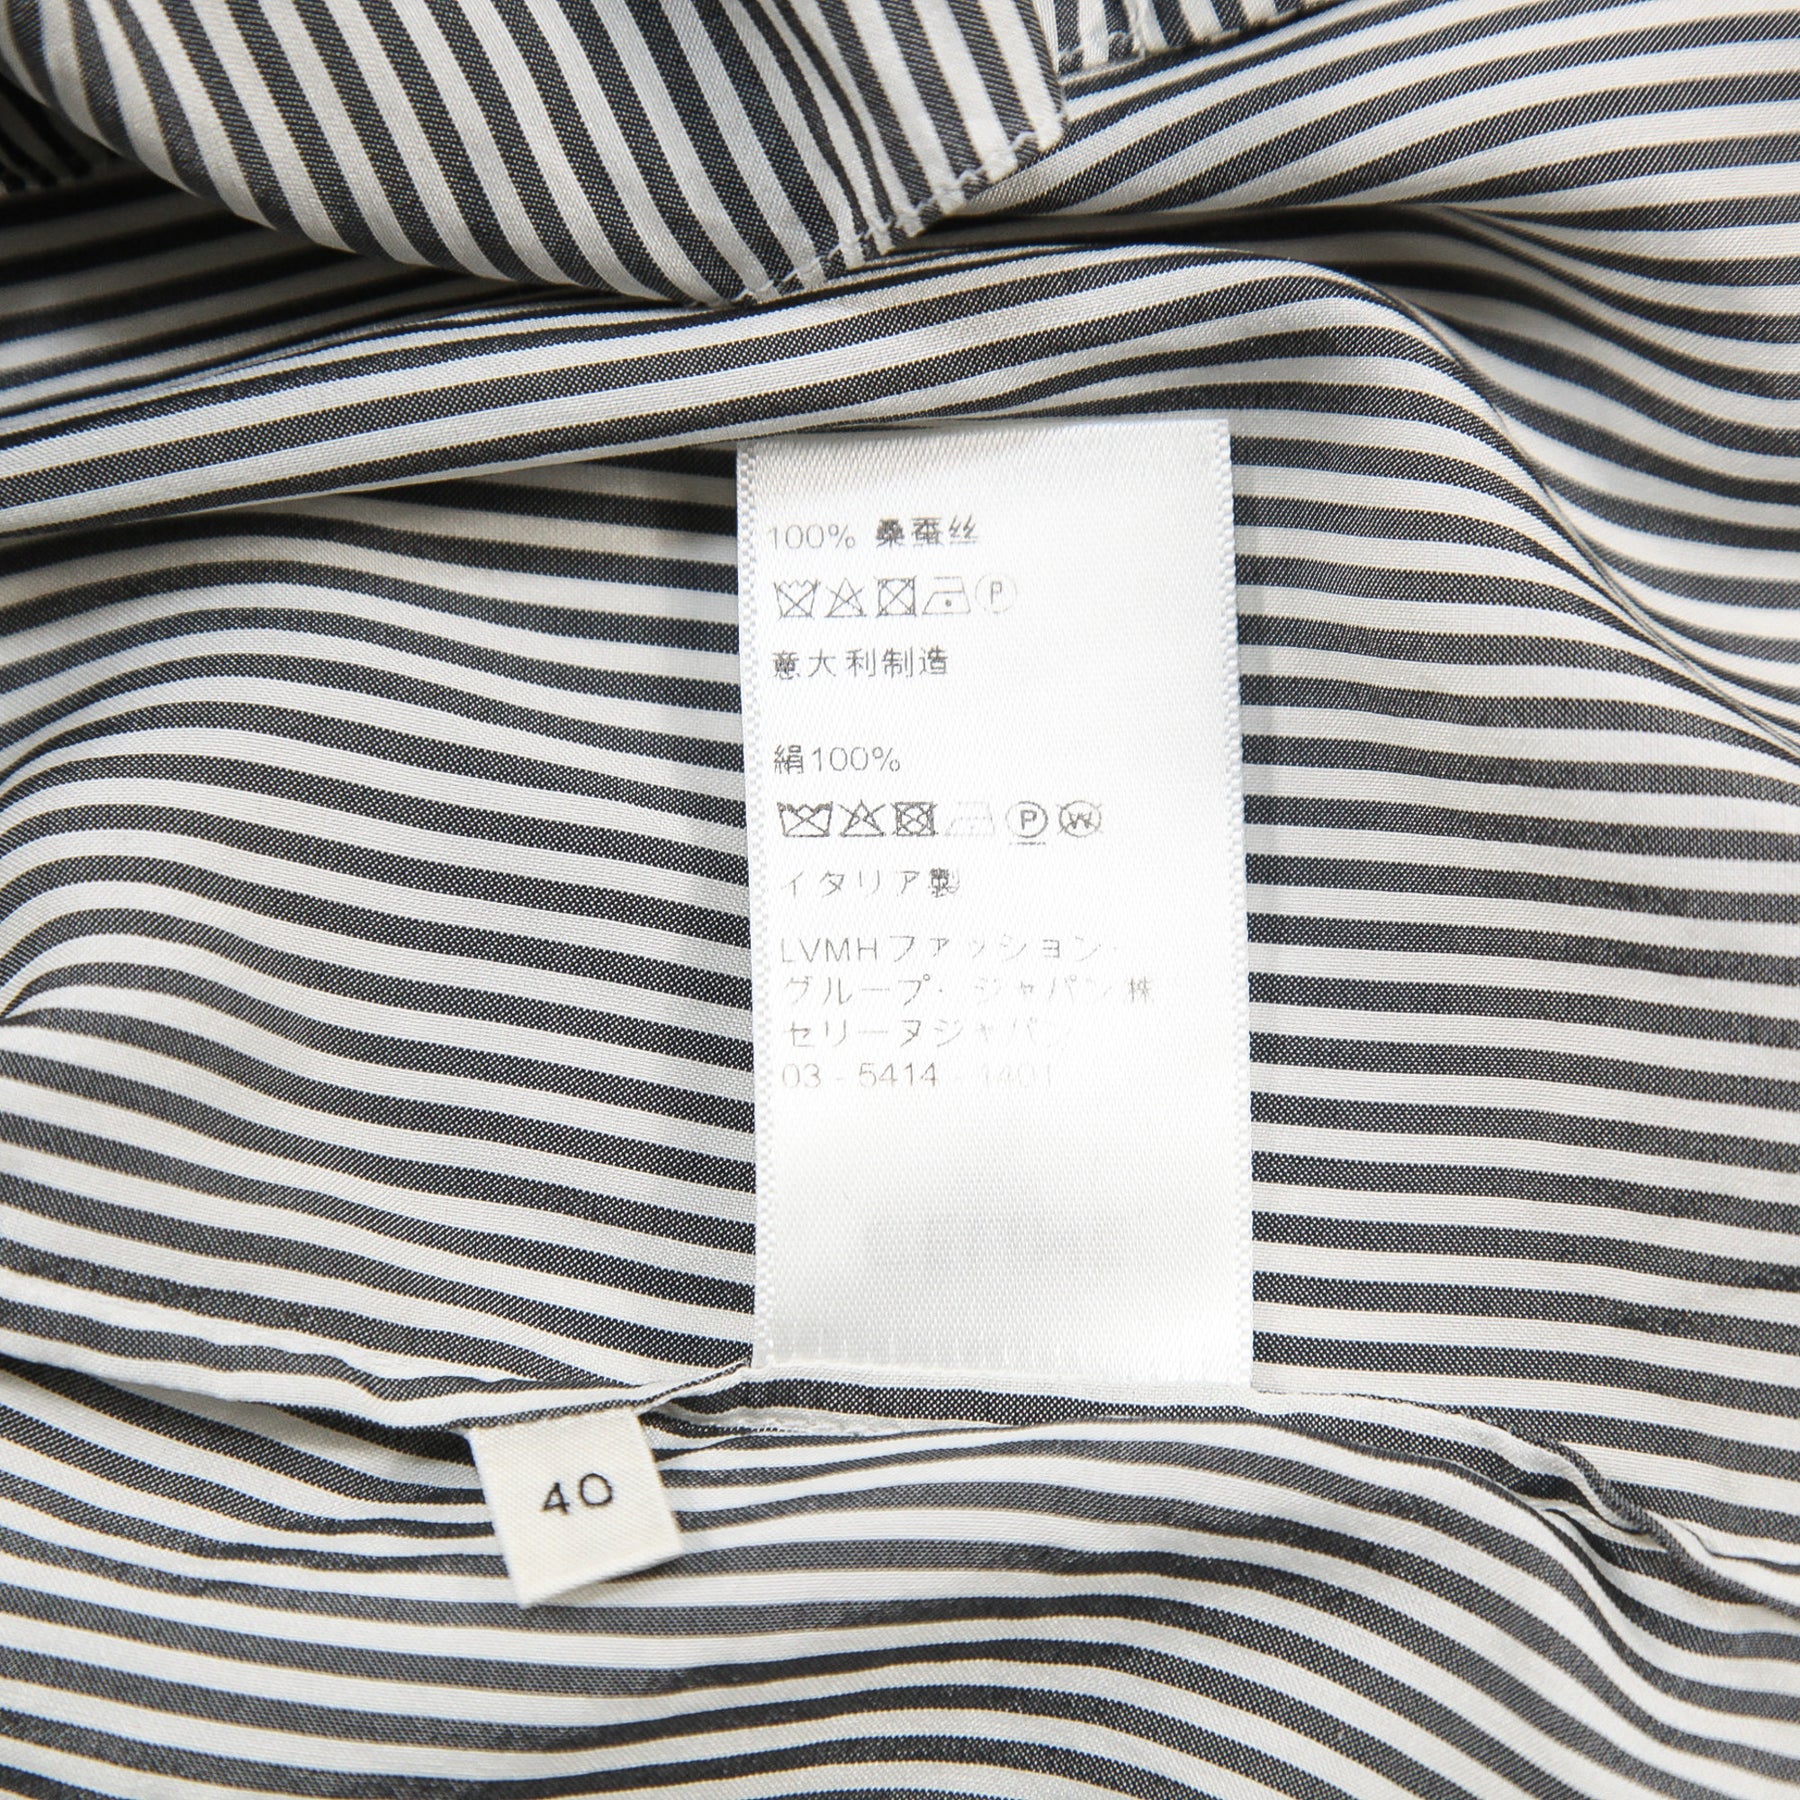 100% 桑蚕丝
P
意大利制造
絹100%
P W
イタリア製
LVMHファッション・
グループ・ジャパン株
セリーヌジャパ
03-5414-1401
40